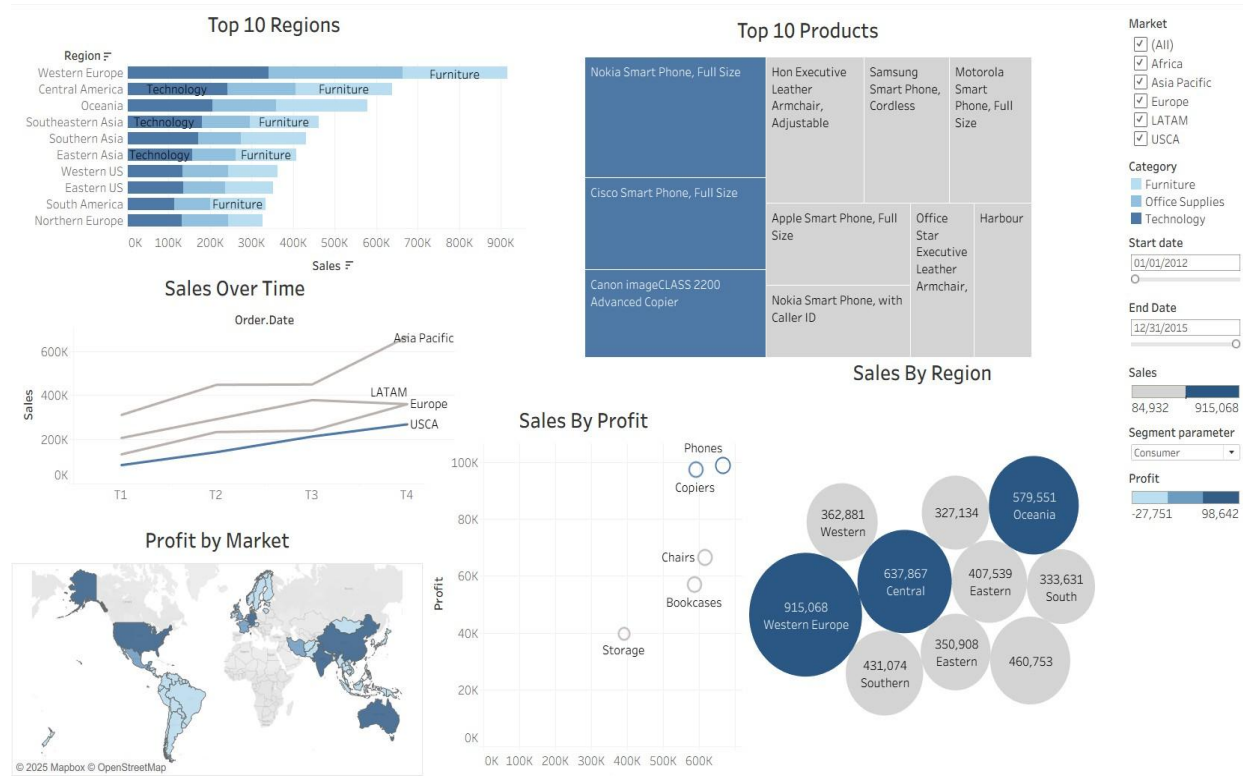 Top 10 Regions
Region
Western Europe
Furniture
Central America
Technology
Furniture
Oceania
Southeastern Asia
Technology
Furniture
Southern Asia
Eastern Asia
Technology
Furniture
Western US
Eastern US
South America
Furniture
Northern Europe
0K 100K 200K 300K 400K 500K 600K 700K 800K 900K
Sales
Top 10 Products
Nokia Smart Phone, Full Size
Cisco Smart Phone, Full Size
Canon imageCLASS 2200
Advanced Copier
Hon Executive
Leather
Armchair,
Adjustable
Samsung
Smart Phone,
Cordless
Motorola
Smart
Phone, Full
Size
Apple Smart Phone, Full
Size
Nokia Smart Phone, with
Caller ID
Office
Star
Executive
Leather
Armchair,
Harbour
Market
(All)
Africa
Asia Pacific
Europe
LATAM
USCA
Category
Furniture
Office Supplies
Technology
Start date
01/01/2012
End Date
12/31/2015
Sales
84,932 915,068
Segment parameter
Consumer
Profit
-27,751 98,642
Sales Over Time
Order.Date
Sales
600K
400K
200K
0K
Asia Pacific
LATAM
Europe
USCA
T1 T2 T3 T4
Profit by Market
© 2025 Mapbox © OpenStreetMap
Sales By Profit
Profit
100K
80K
60K
40K
20K
0K
Phones
Copiers
Chairs
Bookcases
Storage
0K 100K 200K 300K 400K 500K 600K
Sales By Region
362,881
Western
327,134
579,551
Oceania
915,068
Western Europe
637,867
Central
407,539
Eastern
333,631
South
431,074
Southern
350,908
Eastern
460,753